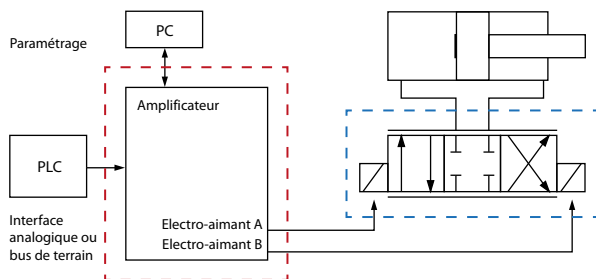 Paramétrage
PC
Amplificateur
PLC
Interface
analogique ou
bus de terrain
Electro-aimant A
Electro-aimant B